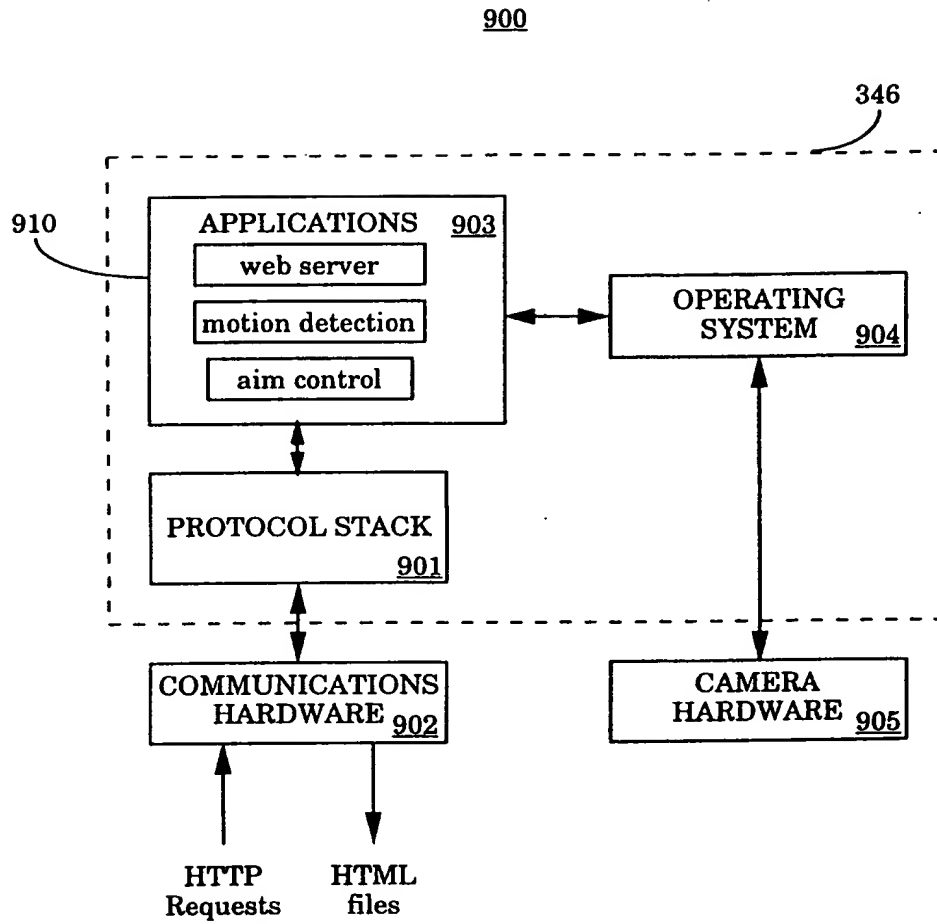 900
346
910
APPLICATIONS 903
web server
motion detection
aim control
OPERATING
SYSTEM 904
PROTOCOL STACK
901
COMMUNICATIONS
HARDWARE 902
CAMERA
HARDWARE 905
HTTP
Requests
HTML
files